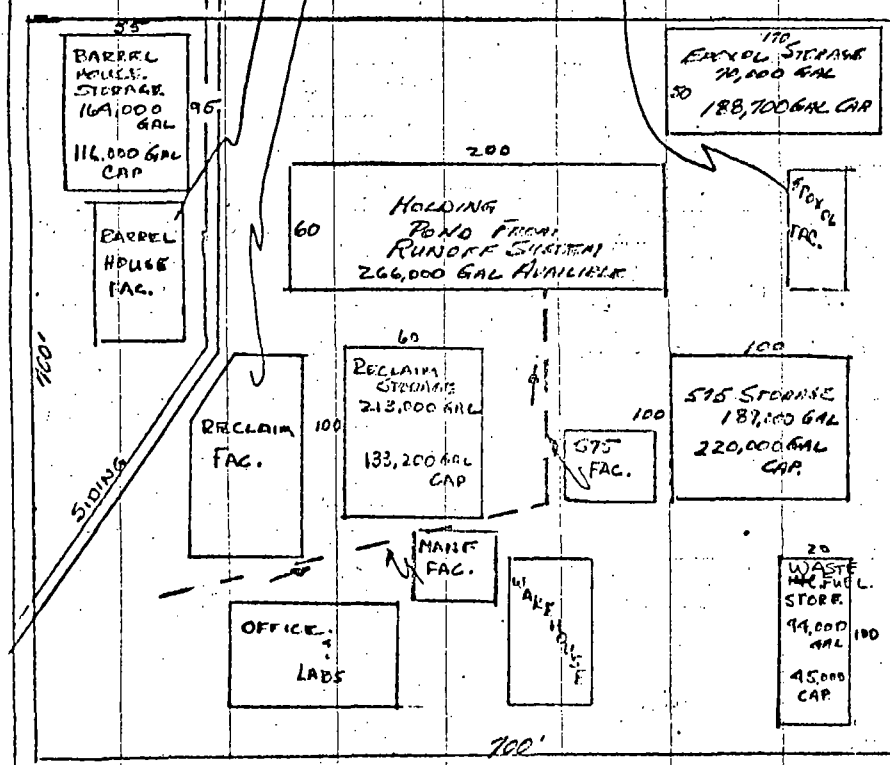 55
BARREL
HOUSE.
STORAGE
164,000
GAL
116,000 GAL
CAP
95
BARREL
HOUSE
FAC.
200
60
HOLDING
POND FROM
RUNOFF SYSTEM
266,000 GAL AVAILIBLE
170
STORAGE
70,000 GAL
50
188,700 GAL CAP
FAC.
700'
SIDING
RECLAIM
FAC.
60
100
RECLAIM
STORAGE
213,000 GAL
133,200 GAL
CAP
575
FAC.
100
100
575 STORAGE
187,000 GAL
220,000 GAL
CAP.
MANF
FAC.
OFFICE
&
LABS
WAREHOUSE
20
WASTE
FUEL.
STORE
94,000
GAL
100
45,000
CAP.
700'